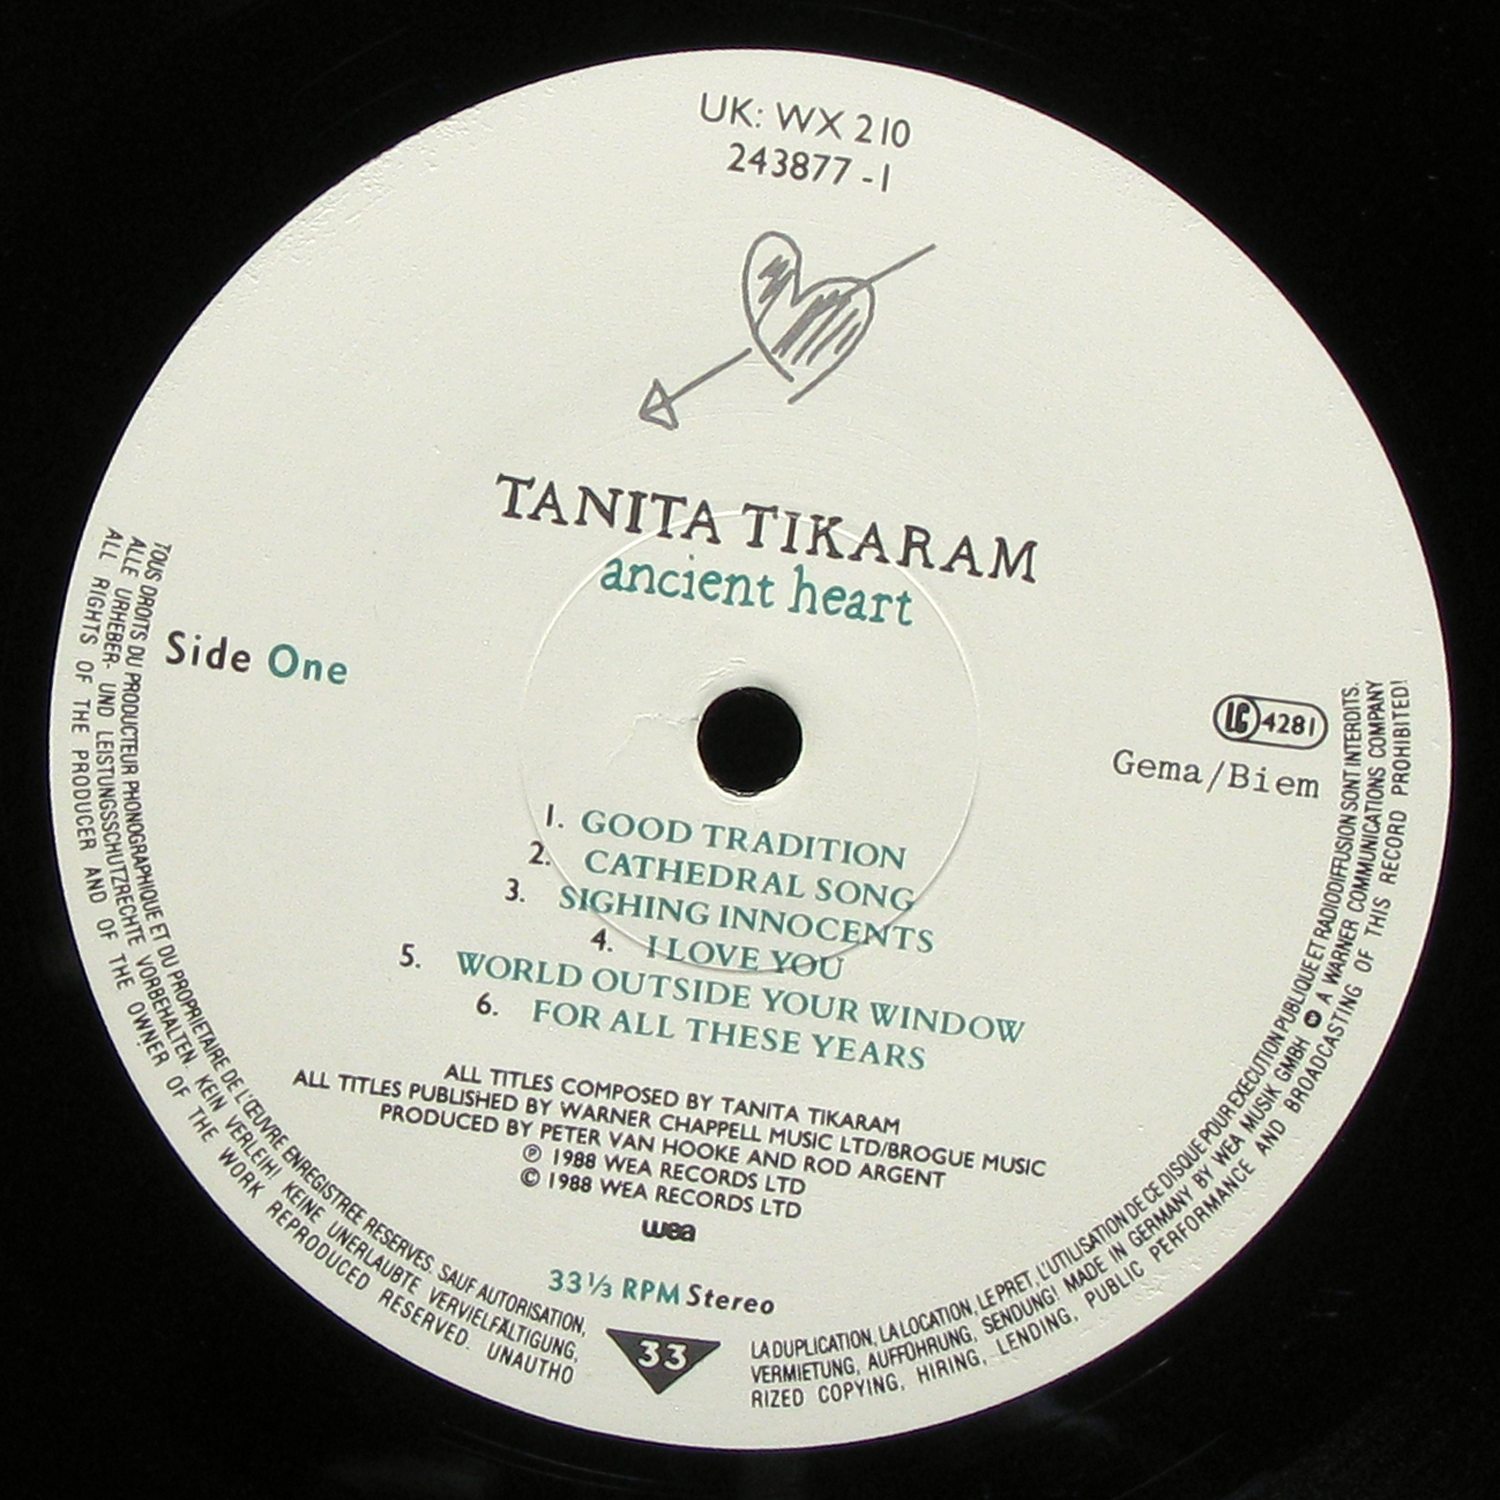 UK: WX 210
243877 - 1
TANITA TIKARAM
ancient heart
Side One
LC 4281
Gema/Biem
1. GOOD TRADITION
2. CATHEDRAL SONG
3. SIGHING INNOCENTS
4. I LOVE YOU
5. WORLD OUTSIDE YOUR WINDOW
6. FOR ALL THESE YEARS
ALL TITLES COMPOSED BY TANITA TIKARAM
ALL TITLES PUBLISHED BY WARNER CHAPPELL MUSIC LTD/BROGUE MUSIC
PRODUCED BY PETER VAN HOOKE AND ROD ARGENT
℗ 1988 WEA RECORDS LTD
© 1988 WEA RECORDS LTD
wea
33⅓ RPM Stereo
33
TOUS DROITS DU PRODUCTEUR PHONOGRAPHIQUE ET DU PROPRIETAIRE DE L'ŒUVRE ENREGISTREE RESERVES. SAUF AUTORISATION, LA DUPLICATION, LA LOCATION, LE PRET, L'UTILISATION DE CE DISQUE POUR EXECUTION PUBLIQUE ET RADIODIFFUSION SONT INTERDITS.
ALLE URHEBER- UND LEISTUNGSSCHUTZRECHTE VORBEHALTEN. KEIN VERLEIH! KEINE UNERLAUBTE VERVIELFÄLTIGUNG, VERMIETUNG, AUFFÜHRUNG, SENDUNG! MADE IN GERMANY BY WEA MUSIK GMBH A WARNER COMMUNICATIONS COMPANY
ALL RIGHTS OF THE PRODUCER AND OF THE OWNER OF THE WORK REPRODUCED RESERVED. UNAUTHORIZED COPYING, HIRING, LENDING, PUBLIC PERFORMANCE AND BROADCASTING OF THIS RECORD PROHIBITED!